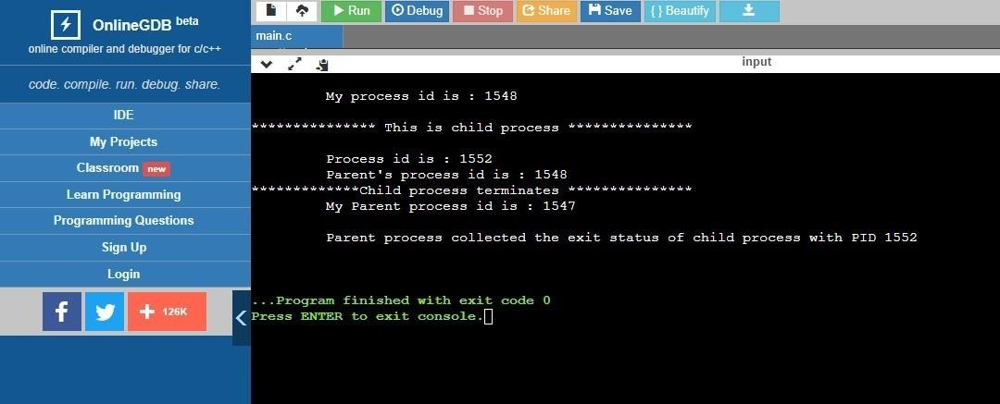 OnlineGDB beta
online compiler and debugger for c/c++
code. compile. run. debug. share.
IDE
My Projects
Classroom new
Learn Programming
Programming Questions
Sign Up
Login
126K
Run Debug Stop Share Save { } Beautify
main.c
input
My process id is : 1548
*************** This is child process ***************
Process id is : 1552
Parent's process id is : 1548
*************Child process terminates ***************
My Parent process id is : 1547
Parent process collected the exit status of child process with PID 1552
...Program finished with exit code 0
Press ENTER to exit console.